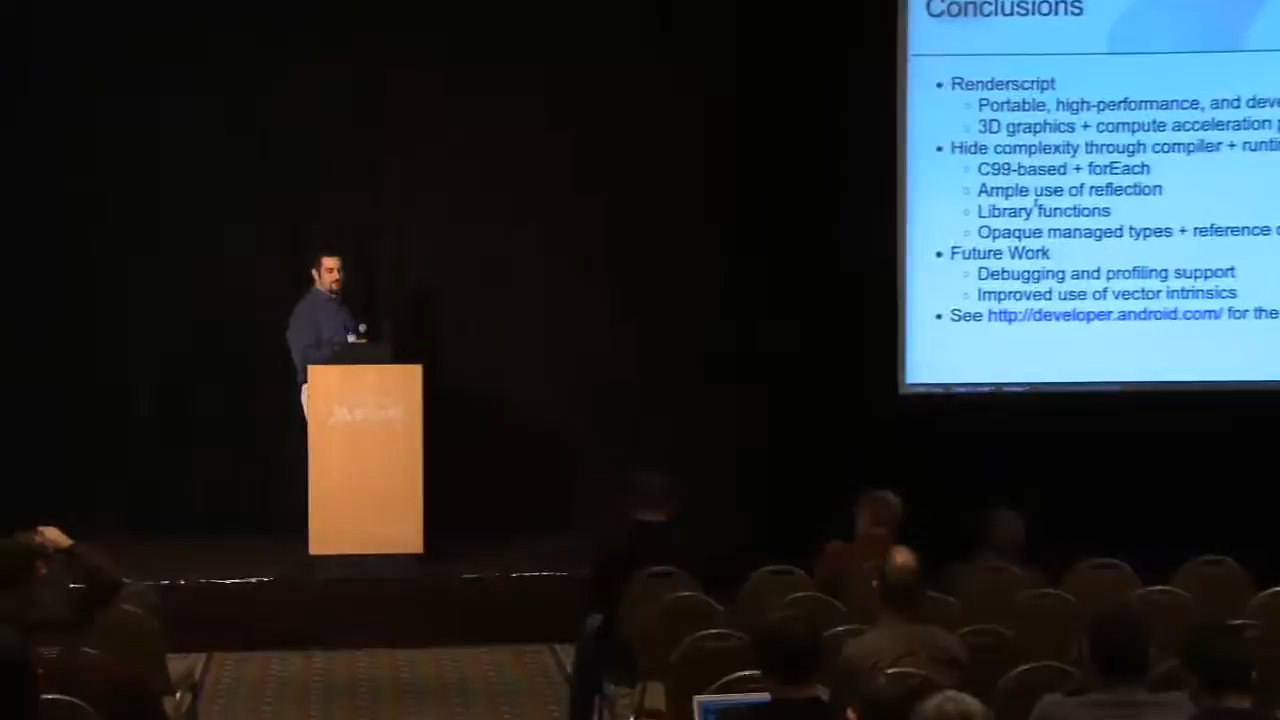 Conclusions
• Renderscript
○ Portable, high-performance, and deve
○ 3D graphics + compute acceleration
• Hide complexity through compiler + runti
○ C99-based + forEach
○ Ample use of reflection
○ Library functions
○ Opaque managed types + reference
• Future Work
○ Debugging and profiling support
○ Improved use of vector intrinsics
• See http://developer.android.com/ for the
Marriott